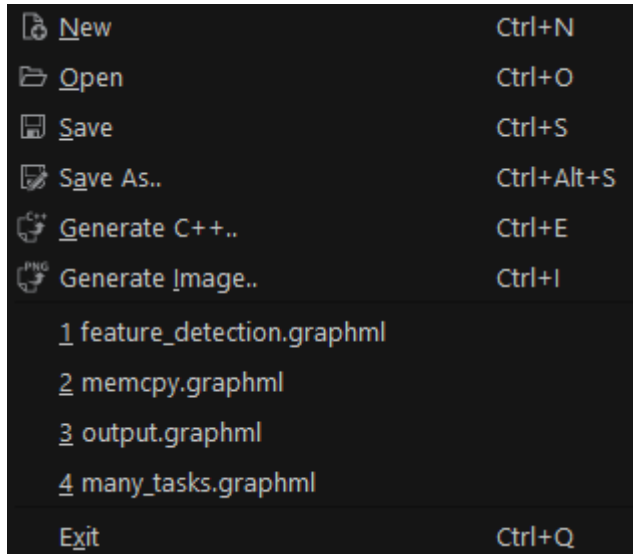 New Ctrl+N
Open Ctrl+O
Save Ctrl+S
Save As.. Ctrl+Alt+S
C++
Generate C++.. Ctrl+E
PNG
Generate Image.. Ctrl+I
1 feature_detection.graphml
2 memcpy.graphml
3 output.graphml
4 many_tasks.graphml
Exit Ctrl+Q